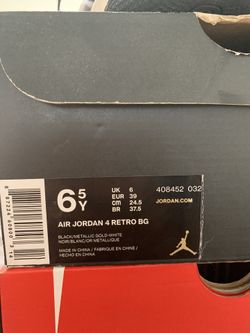 6 5 Y
UK 6
EUR 39
CM 24.5
BR 37.5
408452 032
JORDAN.COM
AIR JORDAN 4 RETRO BG
BLACK/METALLIC GOLD-WHITE
NOIR/BLANC/OR METALLIQUE
MADE IN CHINA / FABRIQUÉ EN CHINE /
HECHO EN CHINA